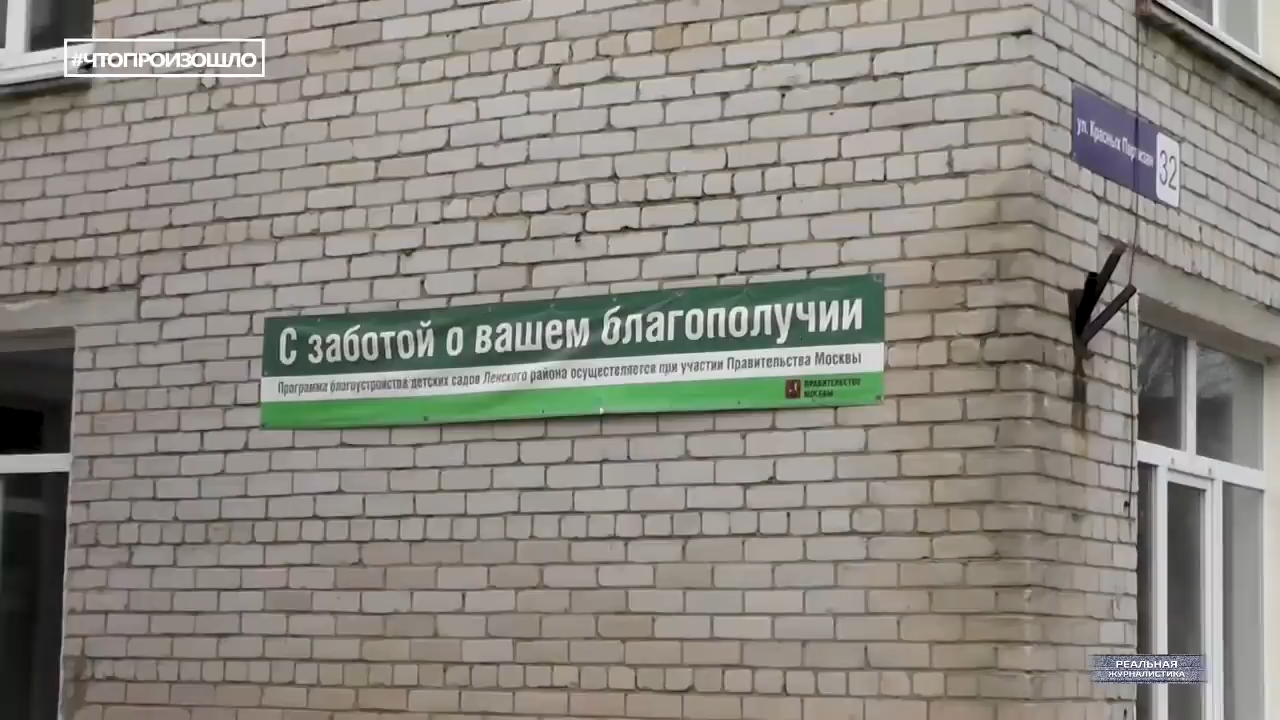 #ЧТОПРОИЗОШЛО
ул. Красных Партизан
32
С заботой о вашем благополучии
Программа благоустройства детских садов Ленского района осуществляется при участии Правительства Москвы
ПРАВИТЕЛЬСТВО
МОСКВЫ
РЕАЛЬНАЯ
ЖУРНАЛИСТИКА